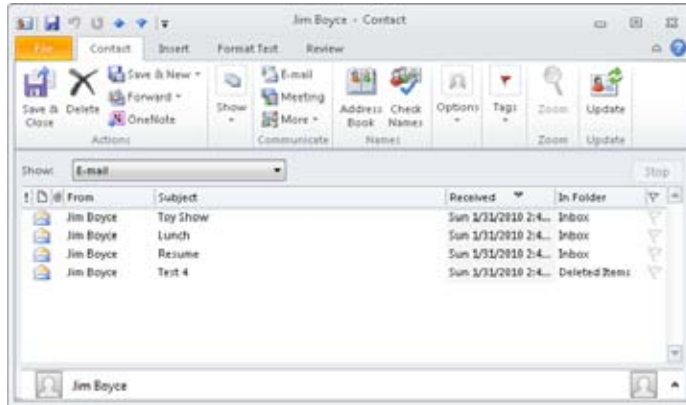 Jim Boyce - Contact
File Contact Insert Format Text Review
Save & Close
Delete
Save & New
Forward
OneNote
Actions
Show
E-mail
Meeting
More
Communicate
Address Book
Check Names
Names
Options
Tags
Zoom
Zoom
Update
Update
Show: E-mail Stop
! From Subject Received In Folder
Jim Boyce Toy Show Sun 1/31/2010 2:4... Inbox
Jim Boyce Lunch Sun 1/31/2010 2:4... Inbox
Jim Boyce Resume Sun 1/31/2010 2:4... Inbox
Jim Boyce Test 4 Sun 1/31/2010 2:4... Deleted Items
Jim Boyce